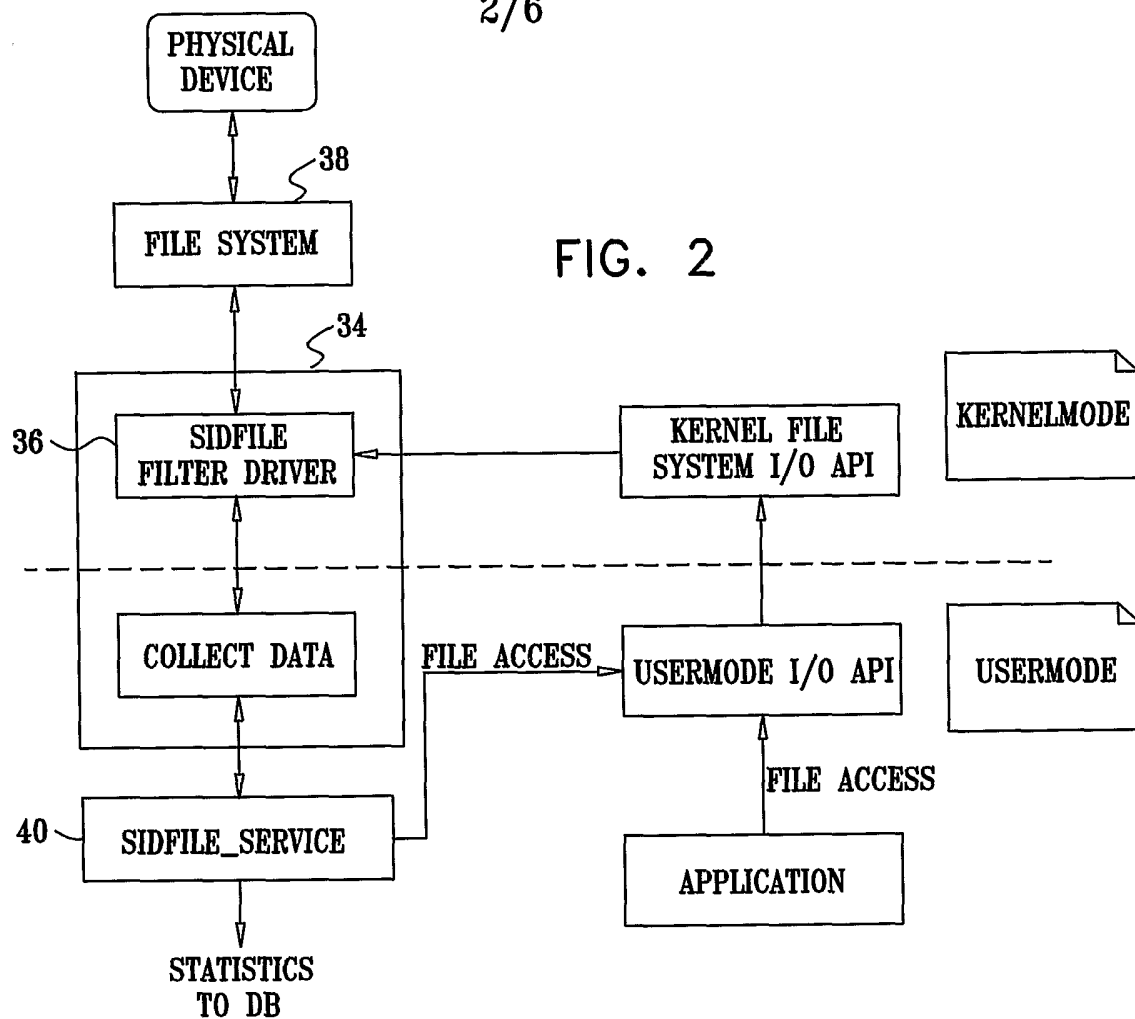 2/6
PHYSICAL
DEVICE
38
FILE SYSTEM
FIG. 2
34
36
SIDFILE
FILTER DRIVER
KERNEL FILE
SYSTEM I/O API
KERNELMODE
COLLECT DATA
FILE ACCESS
USERMODE I/O API
USERMODE
FILE ACCESS
40
SIDFILE_SERVICE
APPLICATION
STATISTICS
TO DB